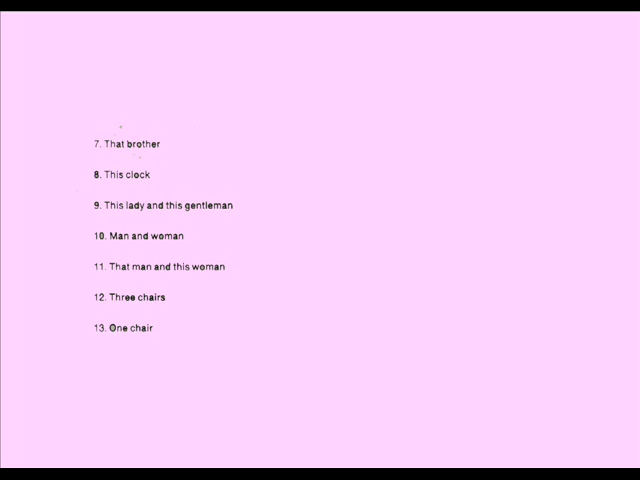 7. That brother
8. This clock
9. This lady and this gentleman
10. Man and woman
11. That man and this woman
12. Three chairs
13. One chair